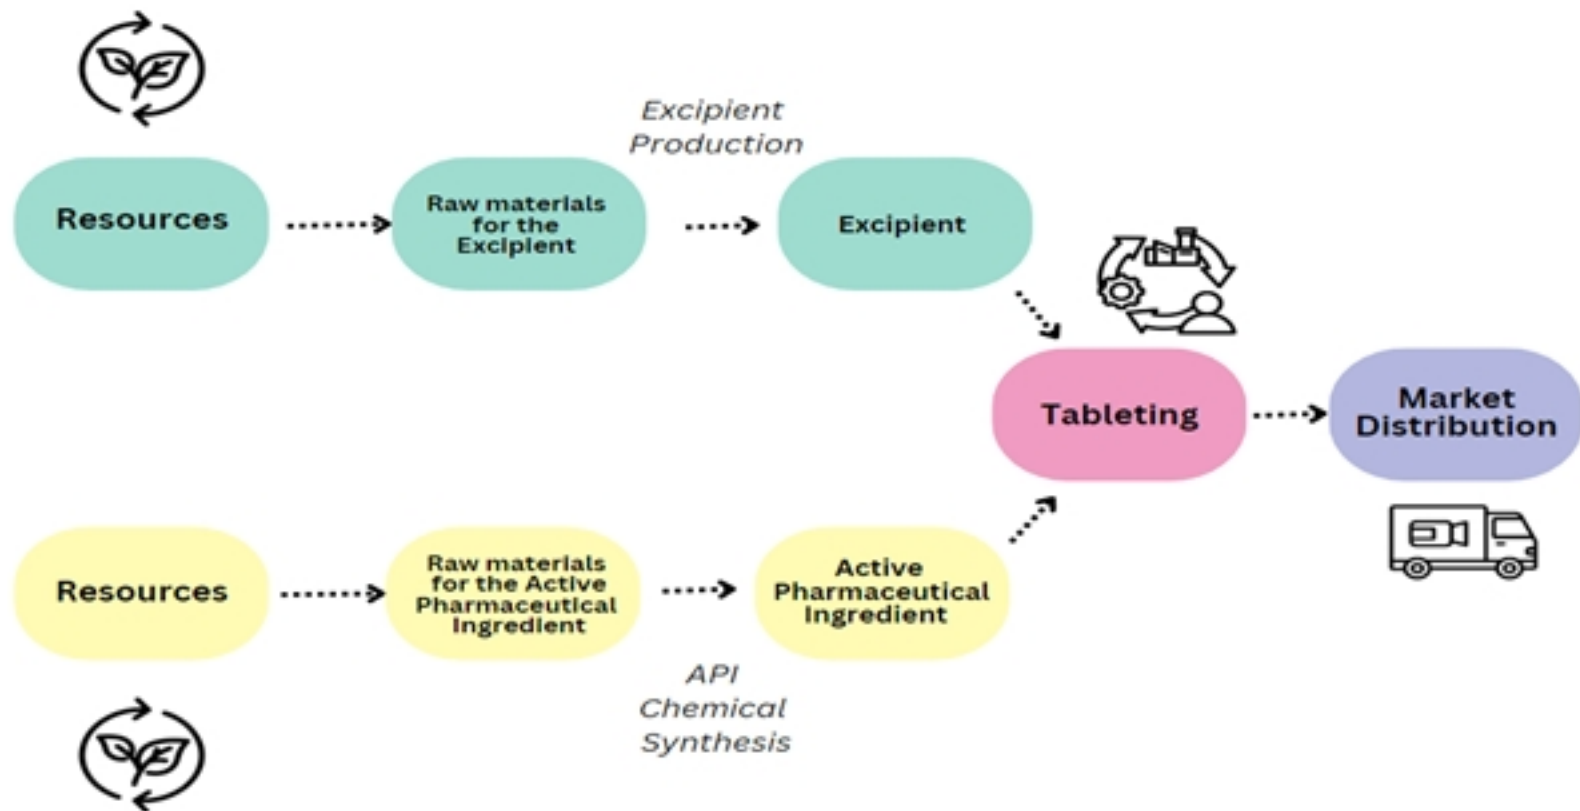 Excipient
Production
Resources
Raw materials
for the
Excipient
Excipient
Tableting
Market
Distribution
Resources
Raw materials
for the Active
Pharmaceutical
Ingredient
Active
Pharmaceutical
Ingredient
API
Chemical
Synthesis